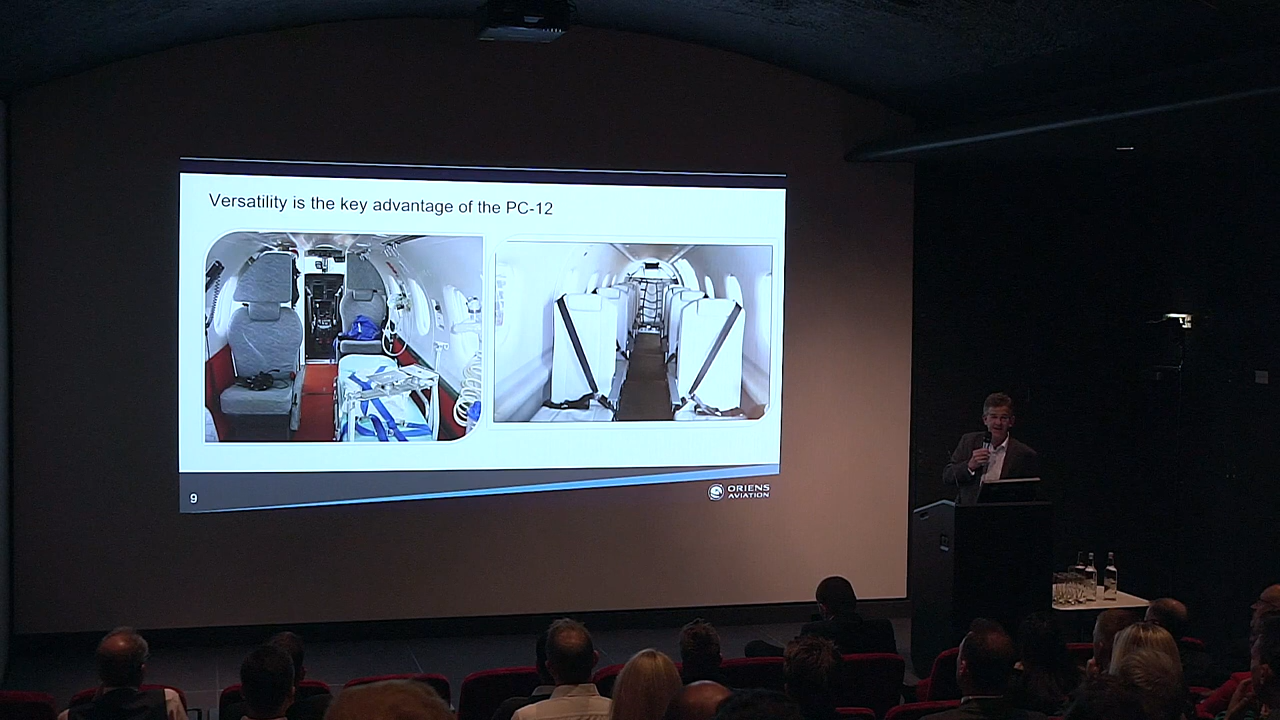 Versatility is the key advantage of the PC-12
9
ORIENS
AVIATION